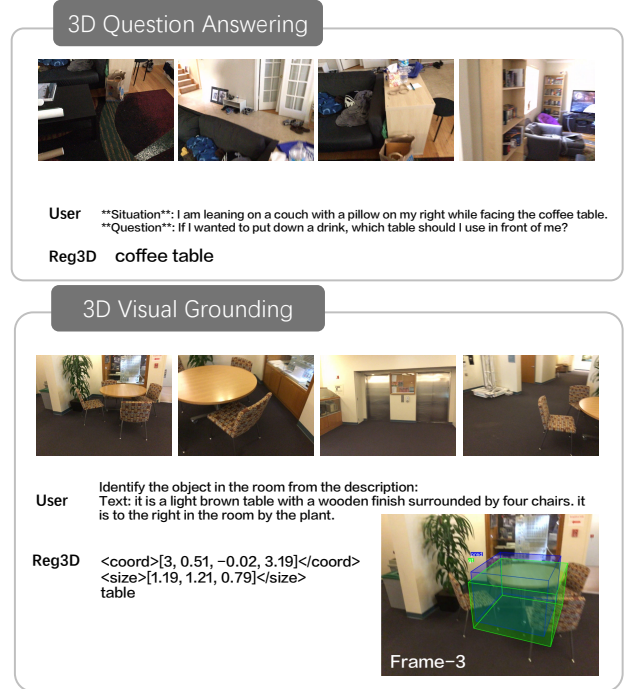 3D Question Answering
User
**Situation**: I am leaning on a couch with a pillow on my right while facing the coffee table.
**Question**: If I wanted to put down a drink, which table should I use in front of me?
Reg3D coffee table
3D Visual Grounding
Identify the object in the room from the description:
User
Text: it is a light brown table with a wooden finish surrounded by four chairs. it
is to the right in the room by the plant.
Reg3D <coord>[3, 0.51, −0.02, 3.19]</coord>
<size>[1.19, 1.21, 0.79]</size>
table
Frame−3